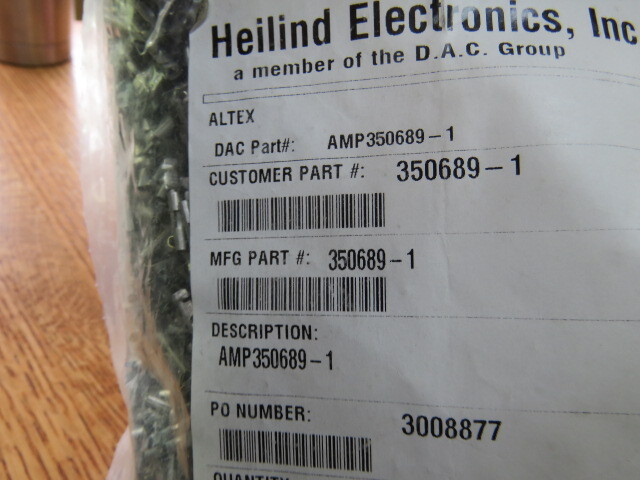 Heilind Electronics, Inc
a member of the D.A.C. Group
ALTEX
DAC Part#: AMP350689-1
CUSTOMER PART #: 350689-1
MFG PART #: 350689-1
DESCRIPTION:
AMP350689-1
PO NUMBER: 3008877
QUANTITY